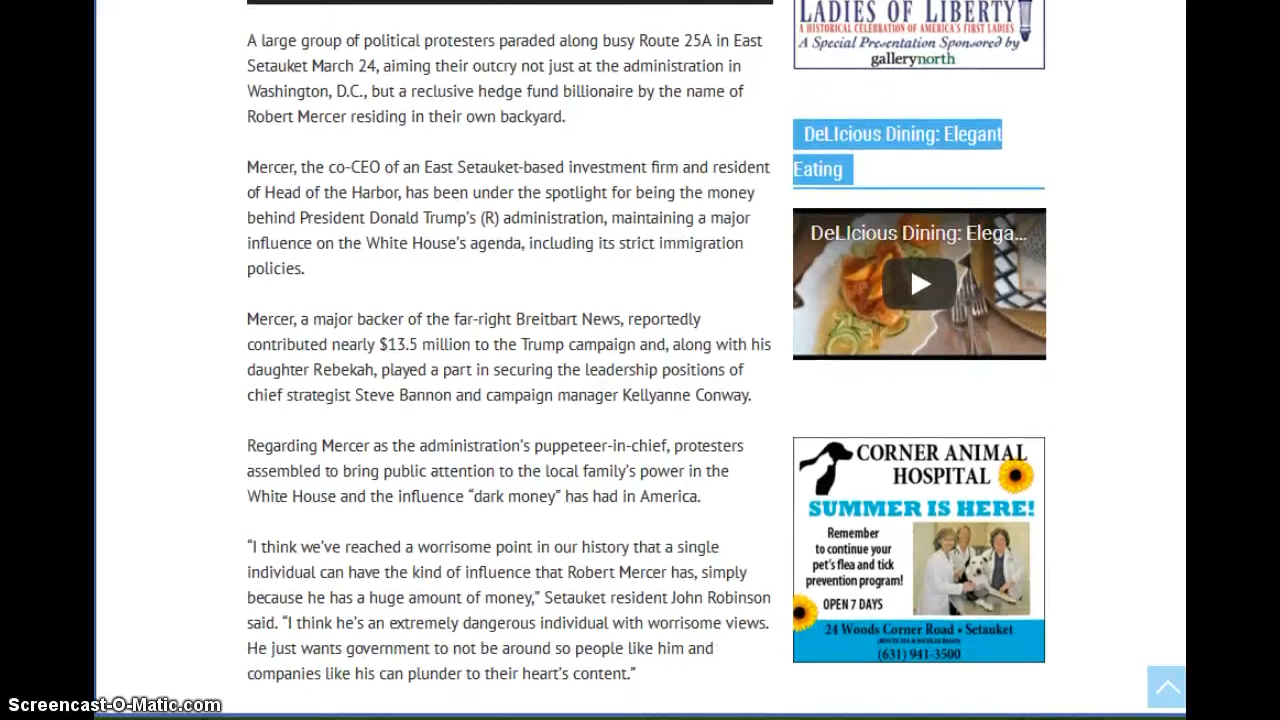 A large group of political protesters paraded along busy Route 25A in East
Setauket March 24, aiming their outcry not just at the administration in
Washington, D.C., but a reclusive hedge fund billionaire by the name of
Robert Mercer residing in their own backyard.
Mercer, the co-CEO of an East Setauket-based investment firm and resident
of Head of the Harbor, has been under the spotlight for being the money
behind President Donald Trump’s (R) administration, maintaining a major
influence on the White House’s agenda, including its strict immigration
policies.
Mercer, a major backer of the far-right Breitbart News, reportedly
contributed nearly $13.5 million to the Trump campaign and, along with his
daughter Rebekah, played a part in securing the leadership positions of
chief strategist Steve Bannon and campaign manager Kellyanne Conway.
Regarding Mercer as the administration’s puppeteer-in-chief, protesters
assembled to bring public attention to the local family’s power in the
White House and the influence “dark money” has had in America.
“I think we’ve reached a worrisome point in our history that a single
individual can have the kind of influence that Robert Mercer has, simply
because he has a huge amount of money,” Setauket resident John Robinson
said. “I think he’s an extremely dangerous individual with worrisome views.
He just wants government to not be around so people like him and
companies like his can plunder to their heart’s content.”
LADIES OF LIBERTY
A HISTORICAL CELEBRATION OF AMERICA'S FIRST LADIES
A Special Presentation Sponsored by
gallerynorth
DeLIcious Dining: Elegant
Eating
DeLIcious Dining: Elega...
CORNER ANIMAL
HOSPITAL
SUMMER IS HERE!
Remember
to continue your
pet's flea and tick
prevention program!
OPEN 7 DAYS
24 Woods Corner Road • Setauket
(ROUTE 25A & NICOLLS ROAD)
(631) 941-3500
Screencast-O-Matic.com